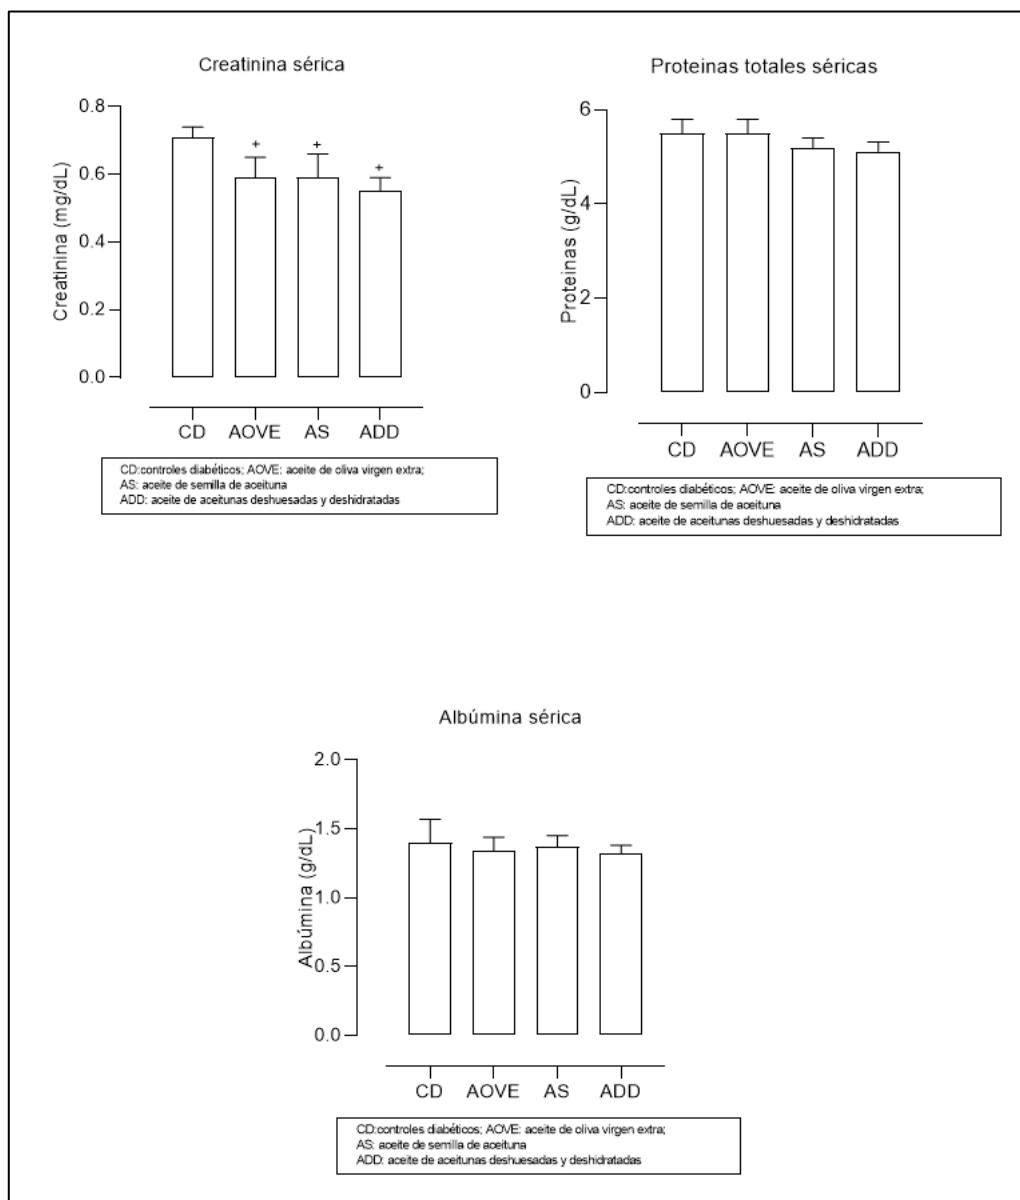 Creatinina sérica
Creatinina (mg/dL)
0.8
0.6
0.4
0.2
0.0
+ + +
CD AOVE AS ADD
CD:controles diabéticos; AOVE: aceite de oliva virgen extra;
AS: aceite de semilla de aceituna
ADD: aceite de aceitunas deshuesadas y deshidratadas
Proteinas totales séricas
Proteinas (g/dL)
6
4
2
0
CD AOVE AS ADD
CD:controles diabéticos; AOVE: aceite de oliva virgen extra;
AS: aceite de semilla de aceituna
ADD: aceite de aceitunas deshuesadas y deshidratadas
Albúmina sérica
Albúmina (g/dL)
2.0
1.5
1.0
0.5
0.0
CD AOVE AS ADD
CD:controles diabéticos; AOVE: aceite de oliva virgen extra;
AS: aceite de semilla de aceituna
ADD: aceite de aceitunas deshuesadas y deshidratadas